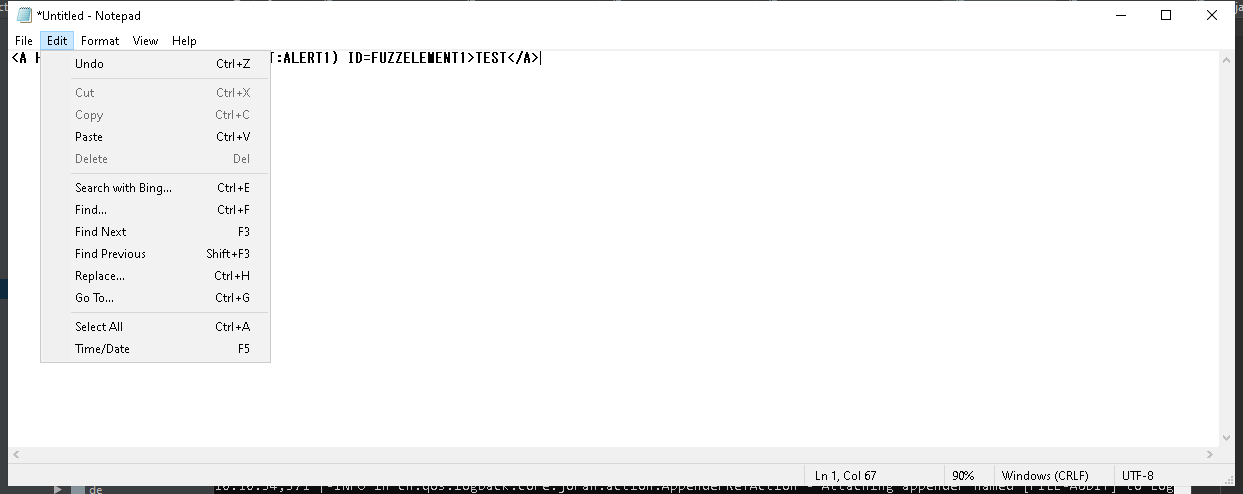 *Untitled - Notepad
File Edit Format View Help
<A H T:ALERT1) ID=FUZZELEMENT1>TEST</A>
Undo Ctrl+Z
Cut Ctrl+X
Copy Ctrl+C
Paste Ctrl+V
Delete Del
Search with Bing... Ctrl+E
Find... Ctrl+F
Find Next F3
Find Previous Shift+F3
Replace... Ctrl+H
Go To... Ctrl+G
Select All Ctrl+A
Time/Date F5
Ln 1, Col 67 90% Windows (CRLF) UTF-8
de |-INFO in ch.qos.logback.core.joran.action.AppenderRefAction - Attaching appender named [FILE-AUDIT] to Log